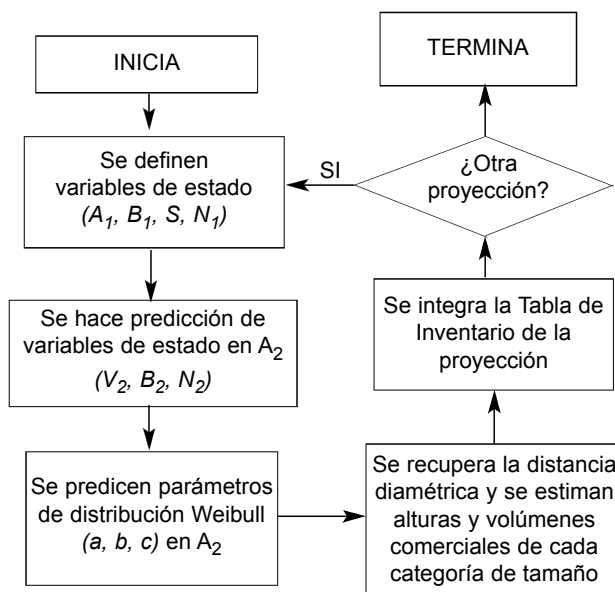 INICIA
Se definen
variables de estado
(A₁, B₁, S, N₁)
Se hace predicción de
variables de estado en A₂
(V₂, B₂, N₂)
Se predicen parámetros
de distribución Weibull
(a, b, c) en A₂
Se recupera la distancia
diamétrica y se estiman
alturas y volúmenes
comerciales de cada
categoría de tamaño
Se integra la Tabla de
Inventario de la
proyección
¿Otra
proyección?
SI
TERMINA